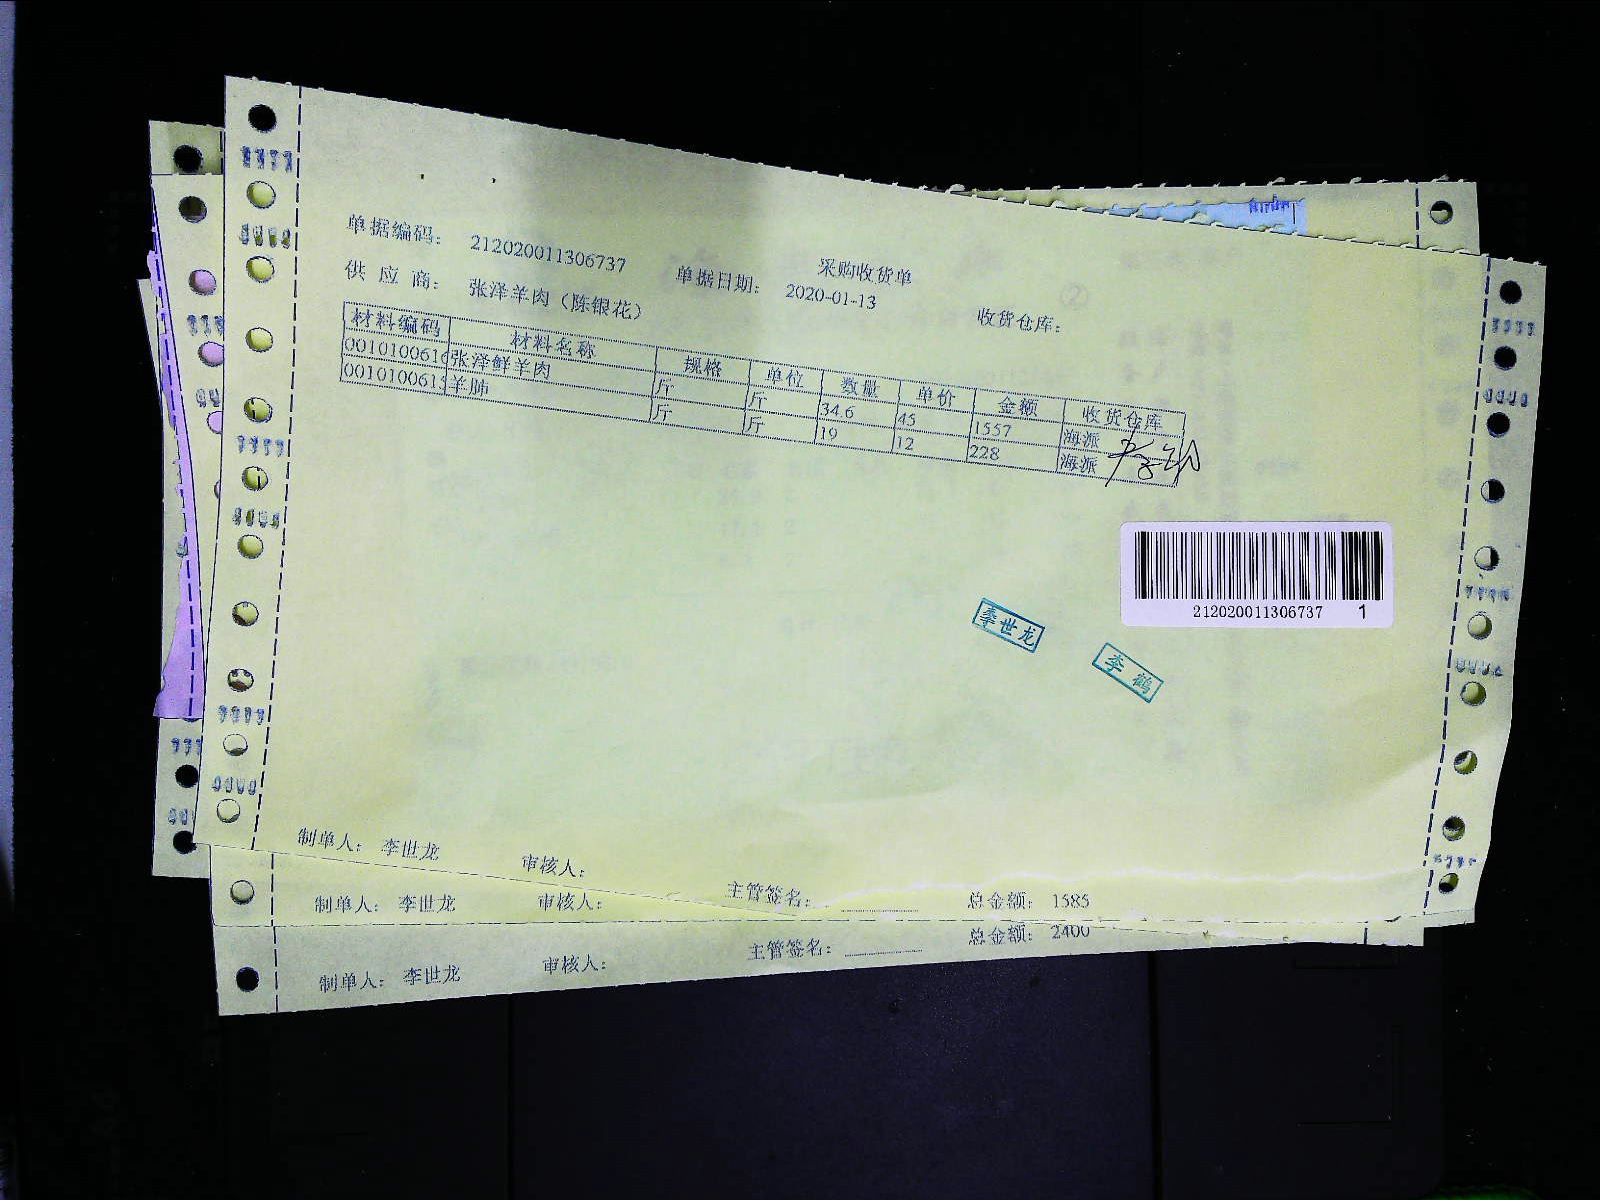 采购收货单
单据编码: 212020011306737 单据日期: 2020-01-13 收货仓库:
供 应 商: 张泽羊肉（陈银花）
材料编码 材料名称 规格 单位 数量 单价 金额 收货仓库
0010100616 张泽鲜羊肉 斤 斤 34.6 45 1557 海派
001010061 羊肺 斤 斤 19 12 228 海派
212020011306737 1
李世龙
李鹤
制单人: 李世龙 审核人:
制单人: 李世龙 审核人: 主管签名: 总金额: 1585
制单人: 李世龙 审核人: 主管签名: 总金额: 2400